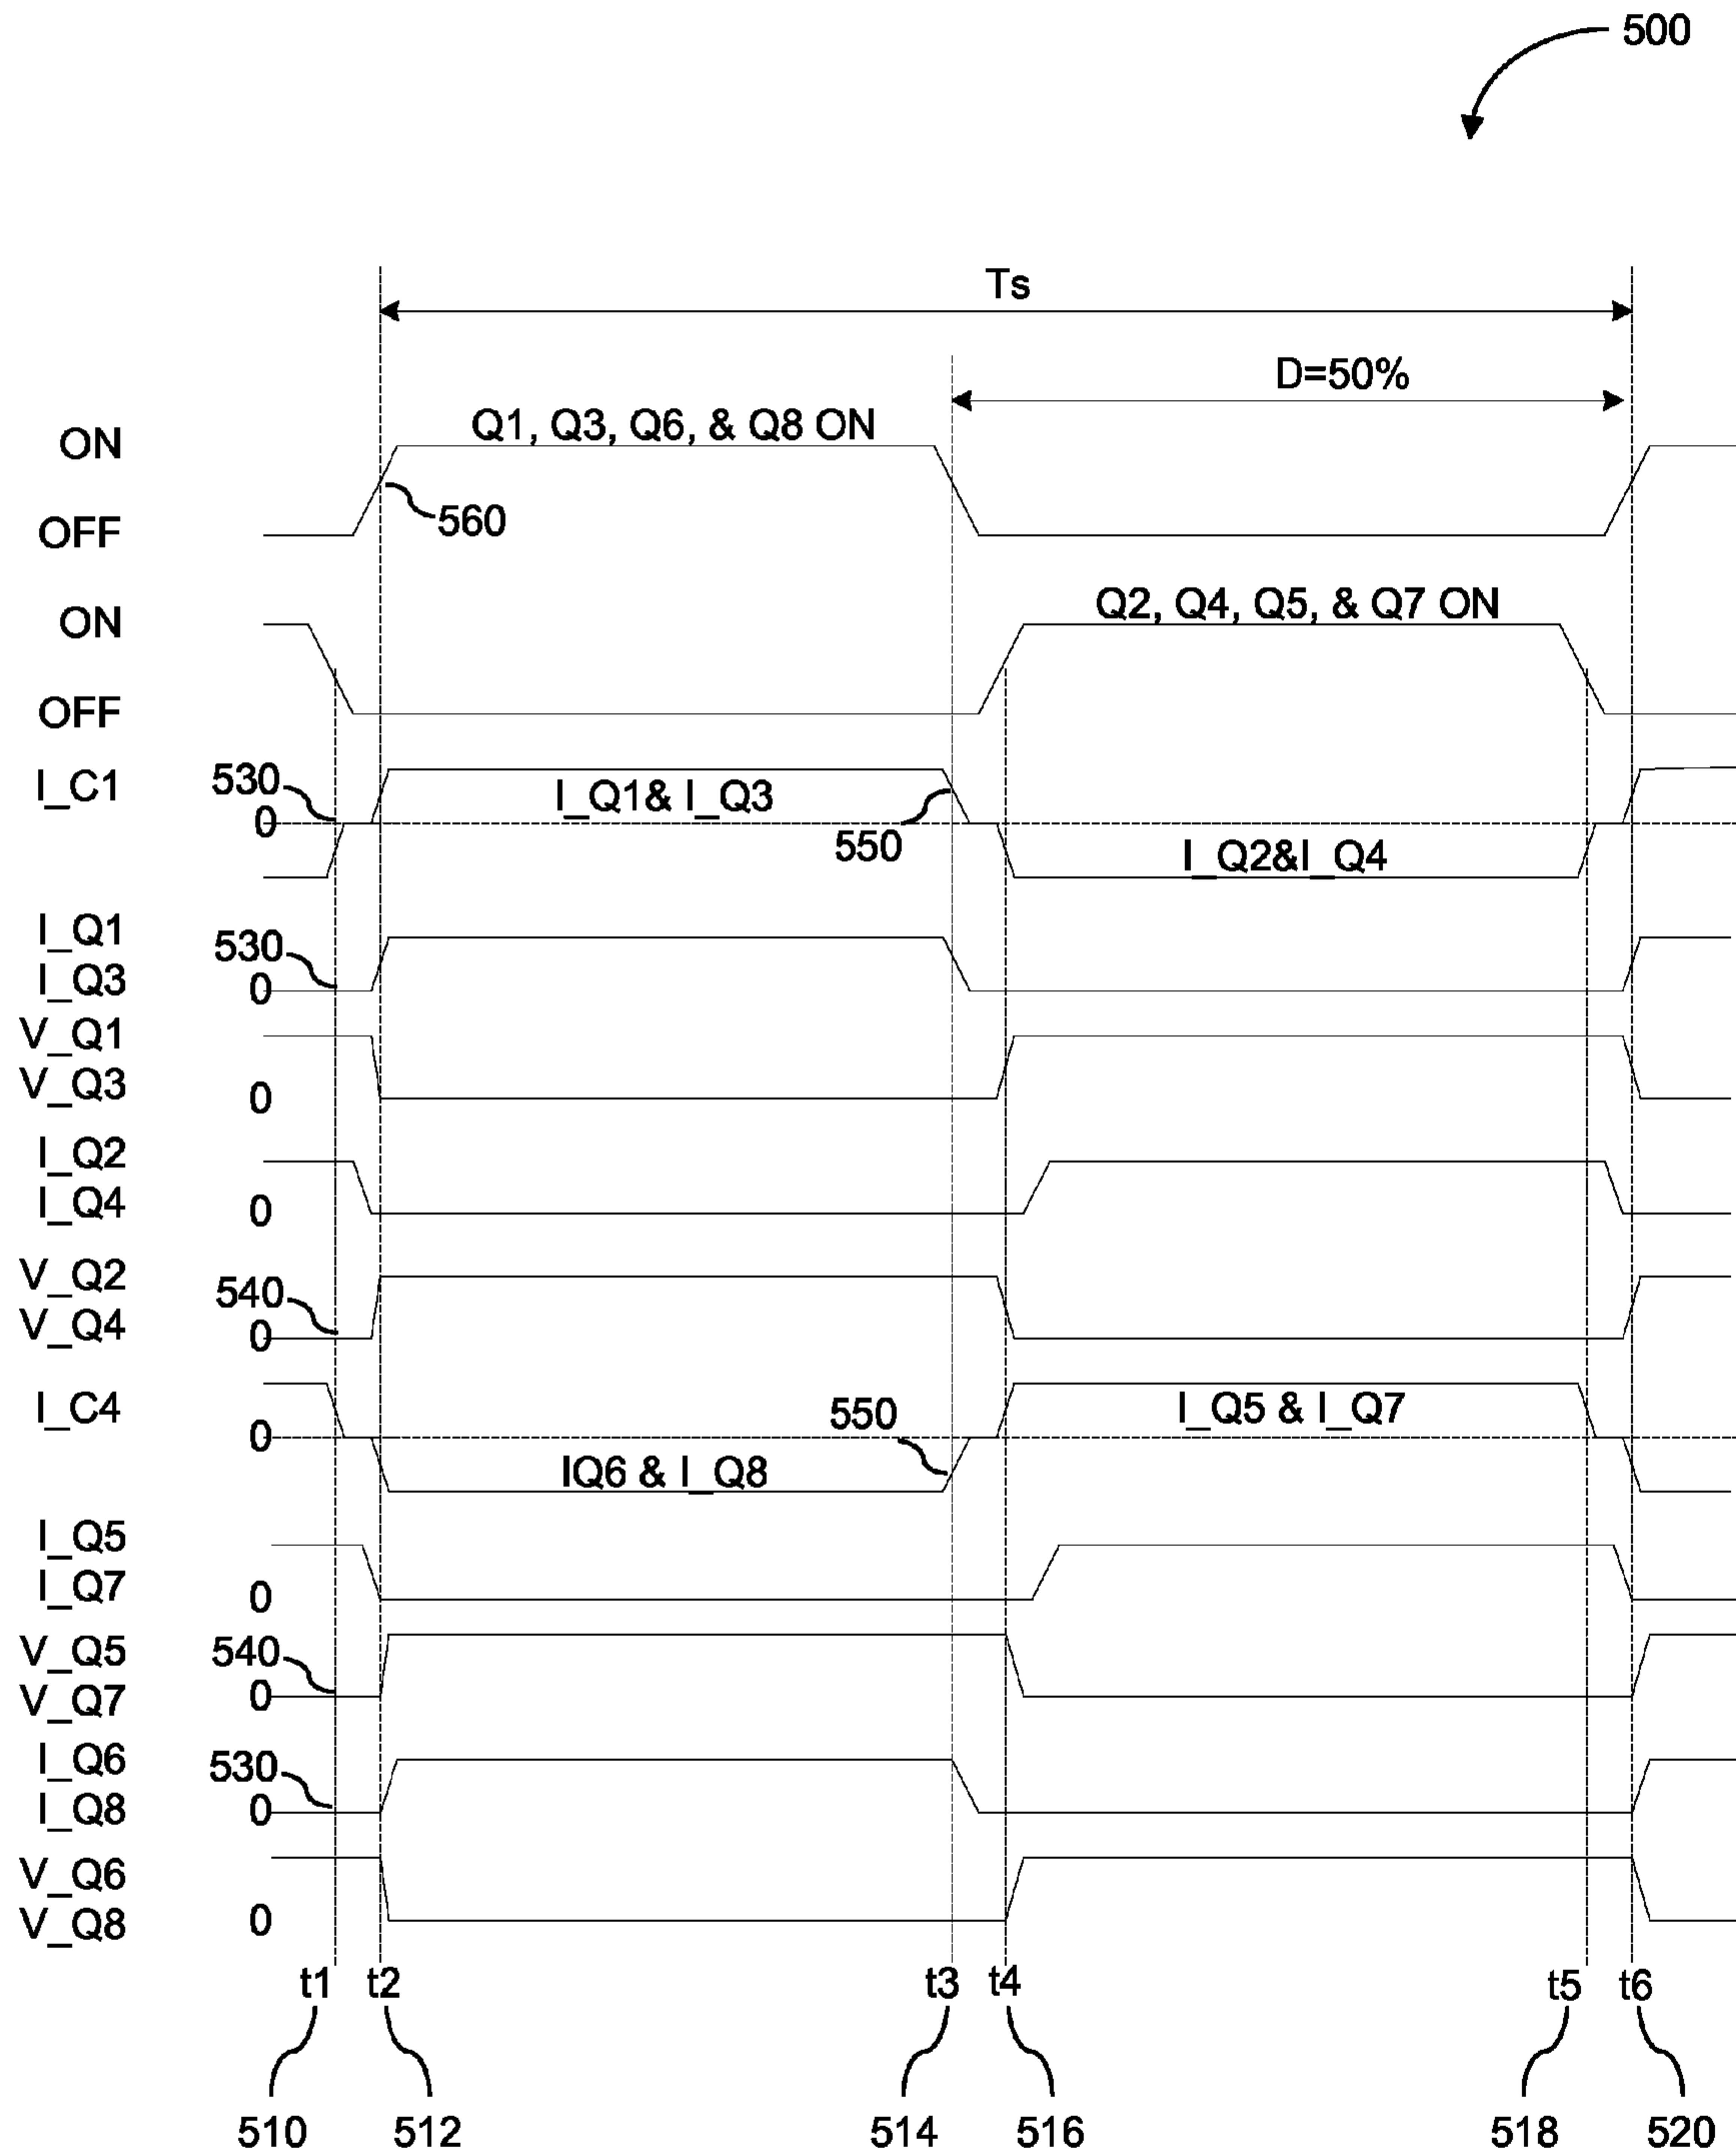 500
Ts
D=50%
ON
Q1, Q3, Q6, & Q8 ON
560
OFF
ON
Q2, Q4, Q5, & Q7 ON
OFF
I_C1
530
0
I_Q1& I_Q3
550
I_Q2&I_Q4
I_Q1
530
I_Q3
0
V_Q1
V_Q3
0
I_Q2
I_Q4
0
V_Q2
540
V_Q4
0
I_C4
0
550
I_Q5 & I_Q7
IQ6 & I_Q8
I_Q5
I_Q7
0
V_Q5
540
V_Q7
0
I_Q6
530
I_Q8
0
V_Q6
V_Q8
0
t1 t2 t3 t4 t5 t6
510 512 514 516 518 520